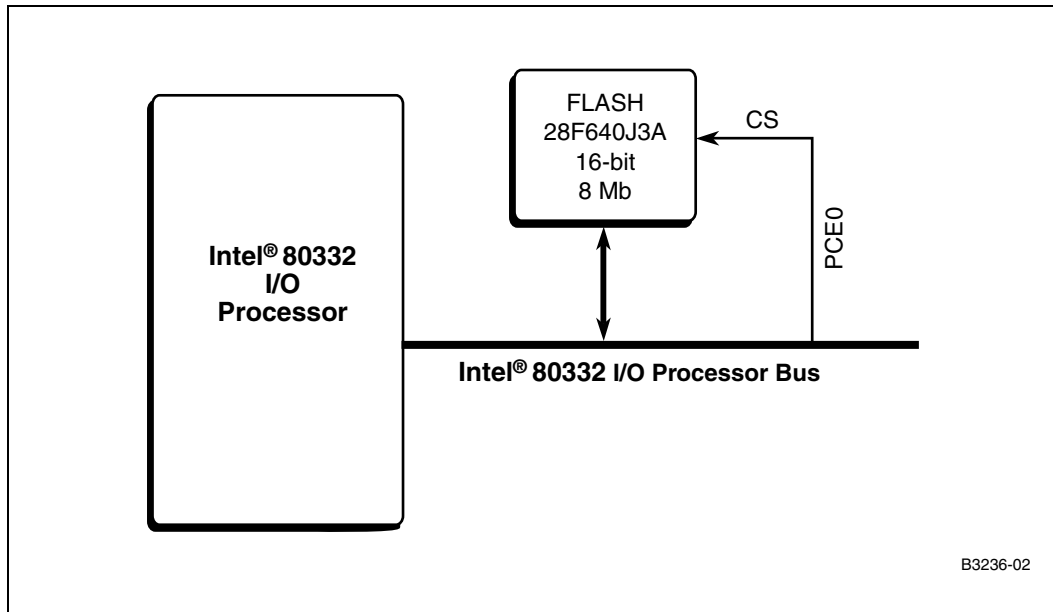 FLASH
28F640J3A
16-bit
8 Mb
CS
PCE0
Intel® 80332
I/O
Processor
Intel® 80332 I/O Processor Bus
B3236-02